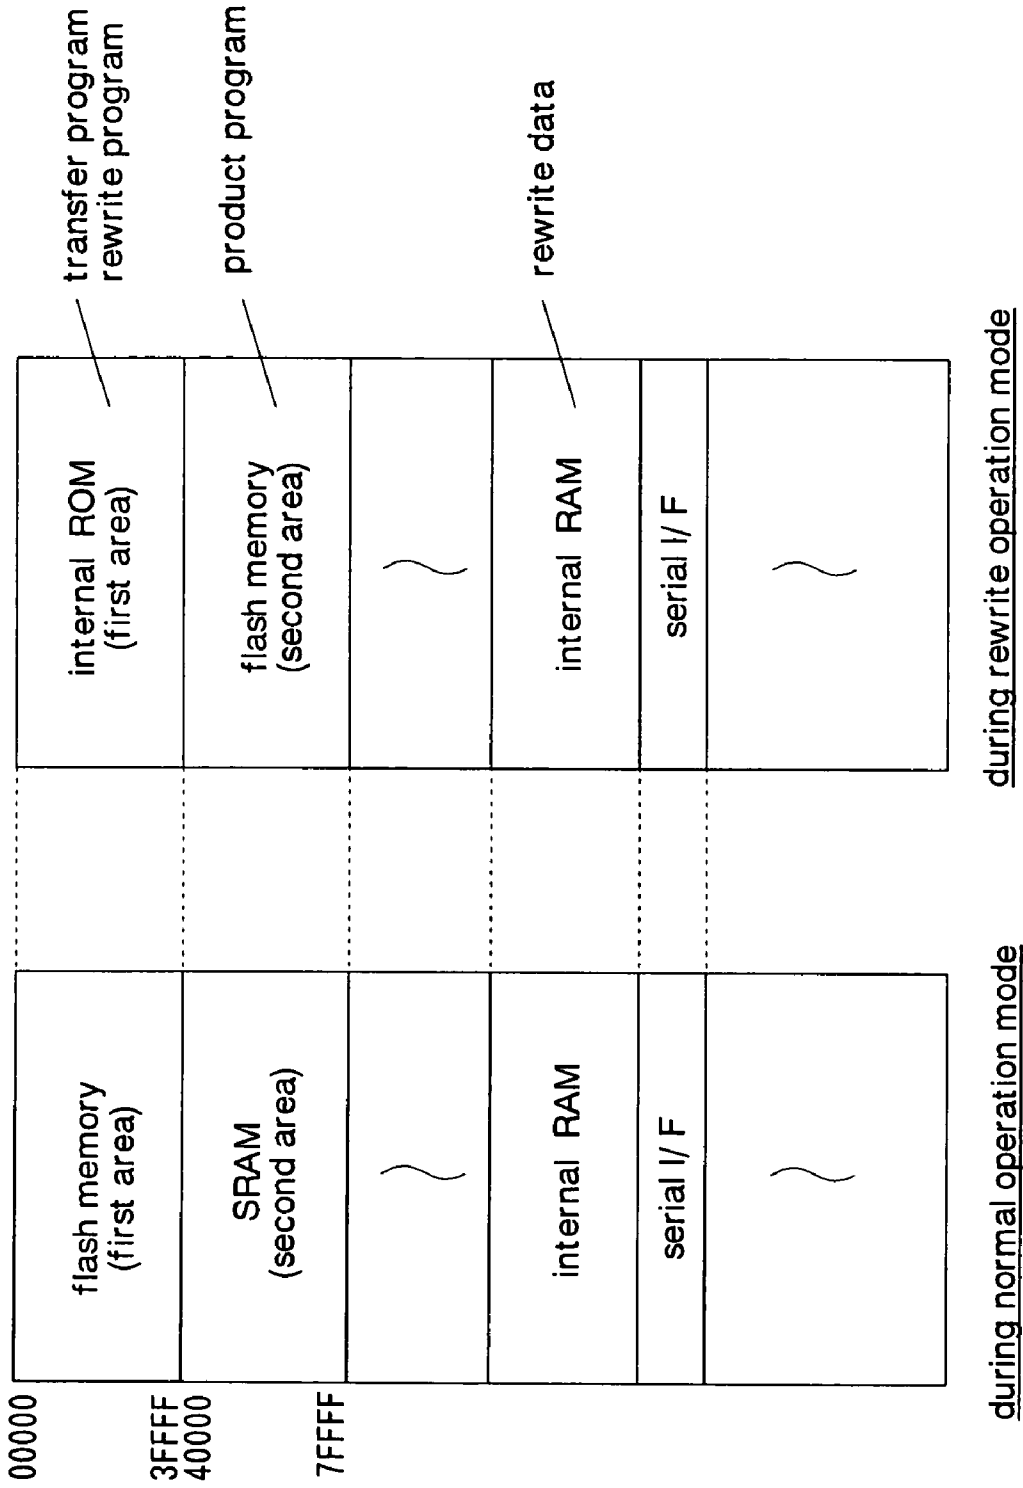 00000
3FFFF
40000
7FFFF
flash memory
(first area)
SRAM
(second area)
internal RAM
serial I/F
during normal operation mode
internal ROM
(first area)
flash memory
(second area)
internal RAM
serial I/F
during rewrite operation mode
transfer program
rewrite program
product program
rewrite data